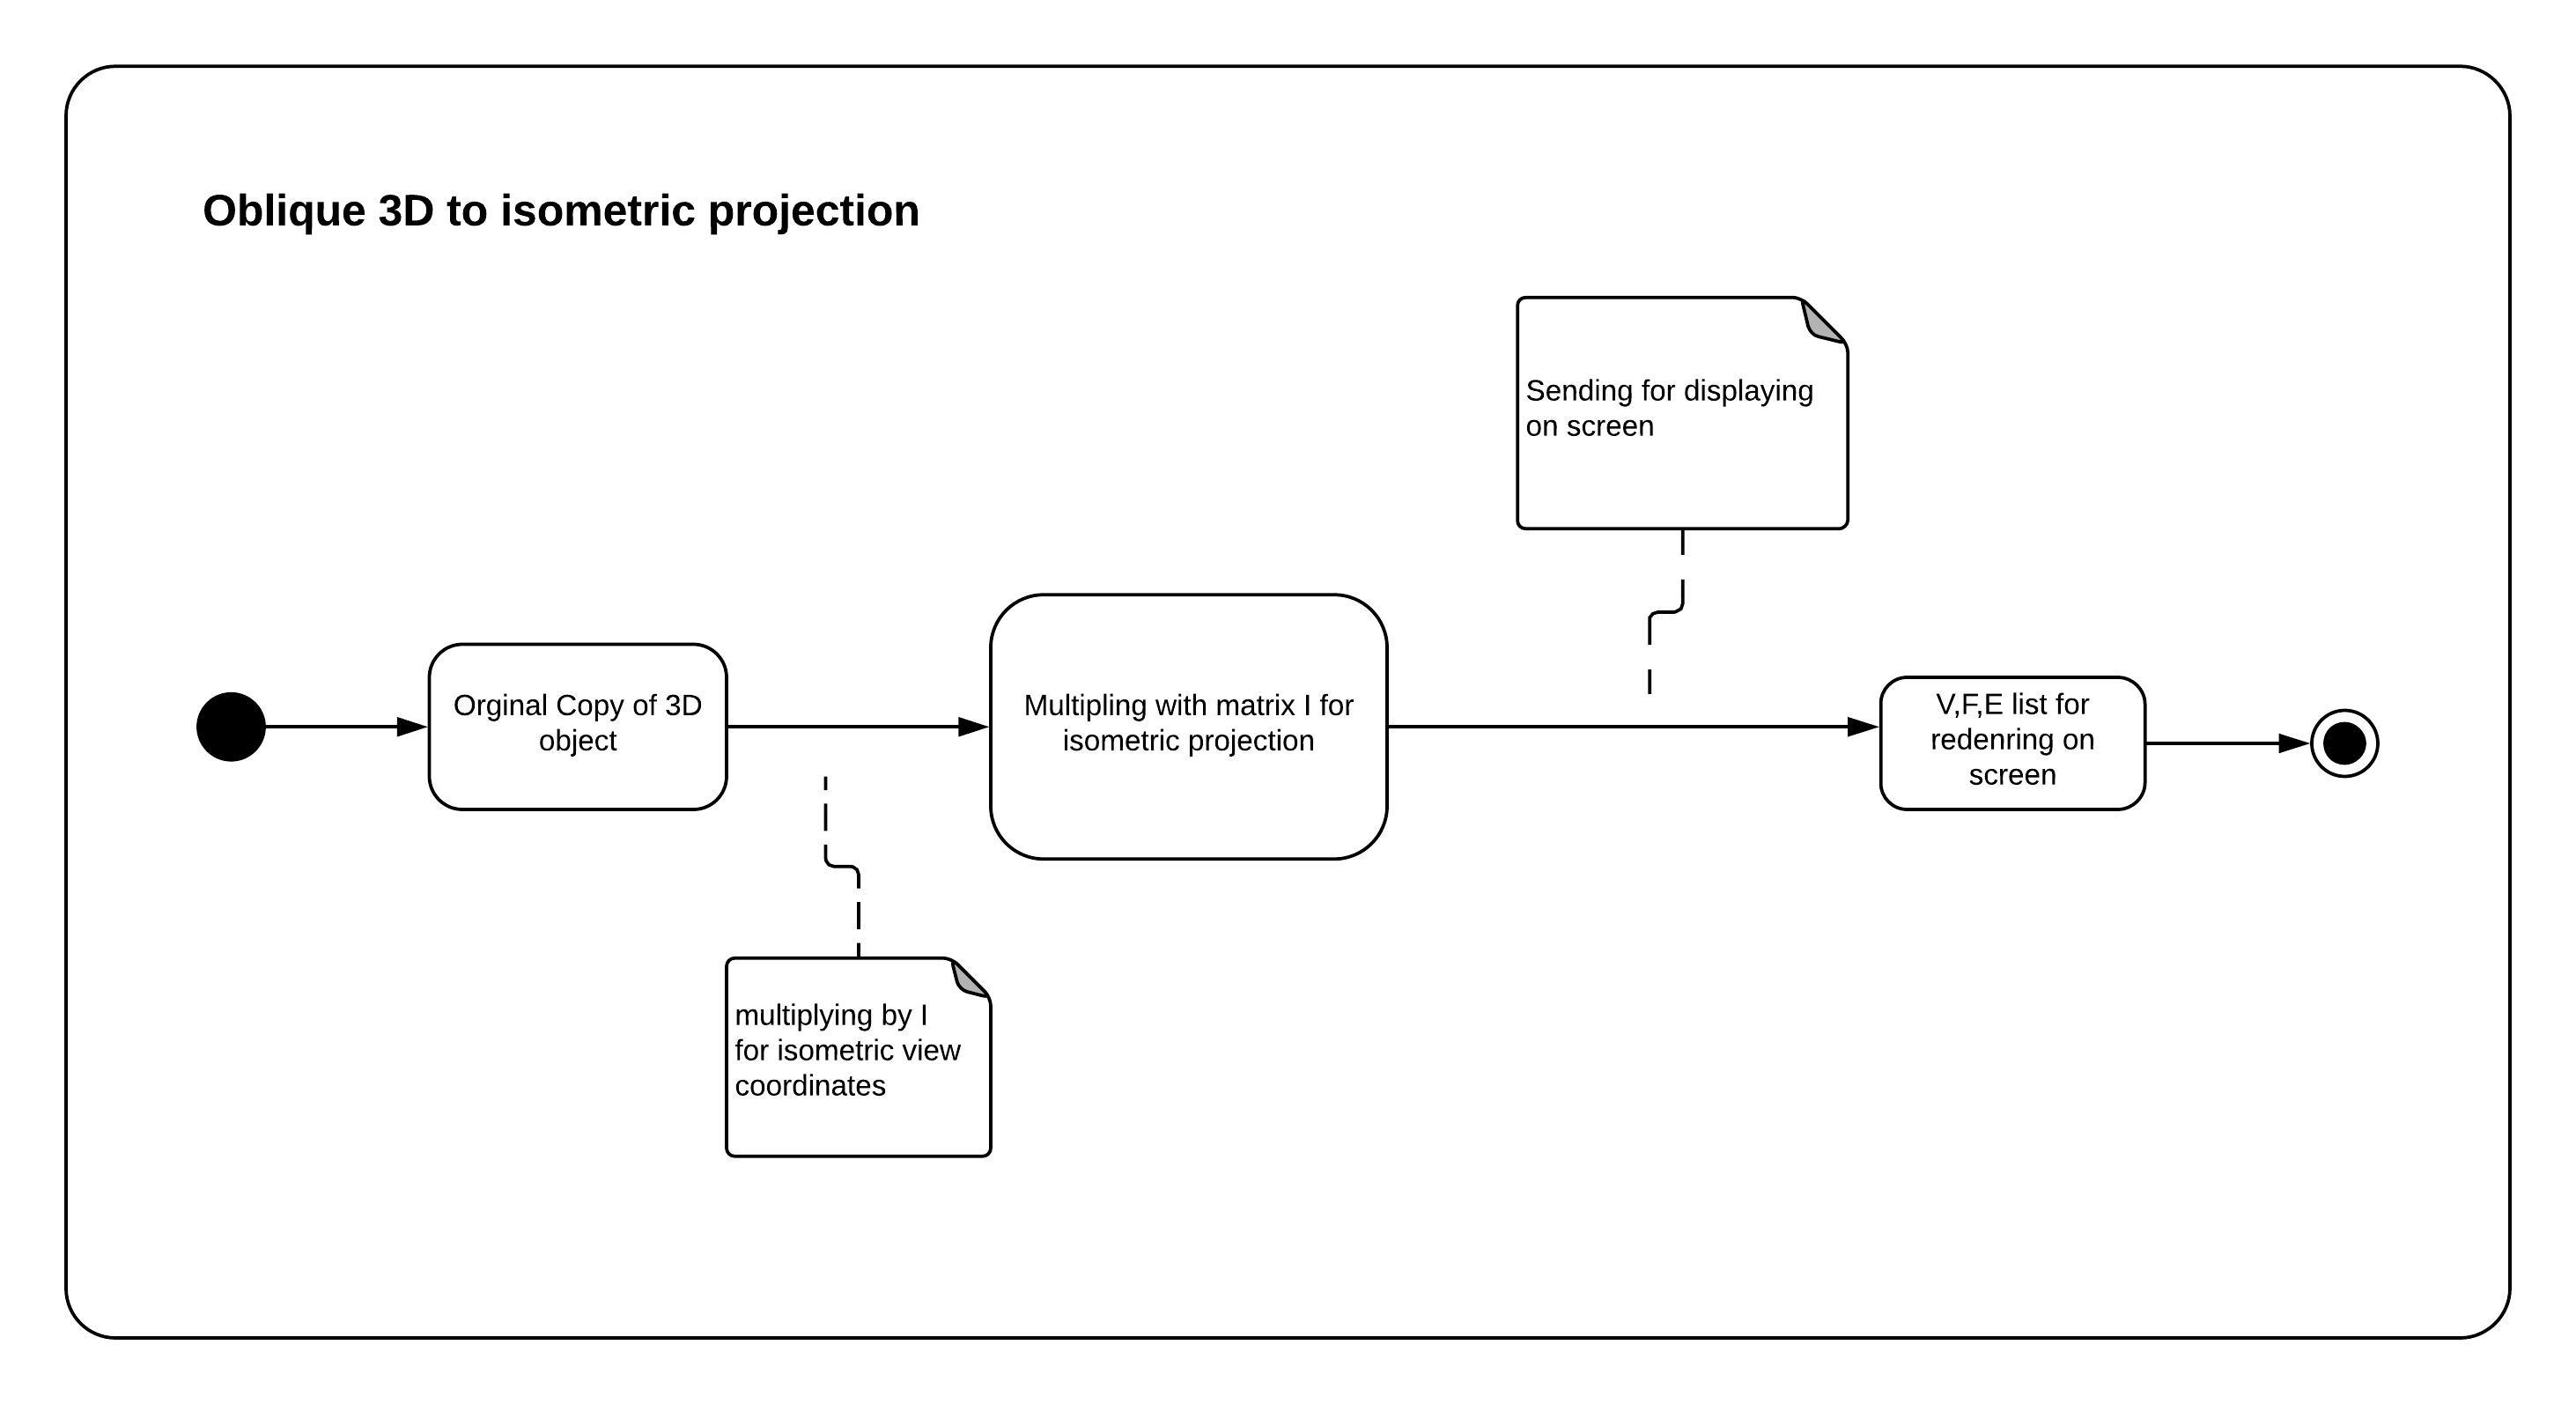 Oblique 3D to isometric projection
Sending for displaying
on screen
Orginal Copy of 3D
object
Multipling with matrix I for
isometric projection
V,F,E list for
redenring on
screen
multiplying by I
for isometric view
coordinates